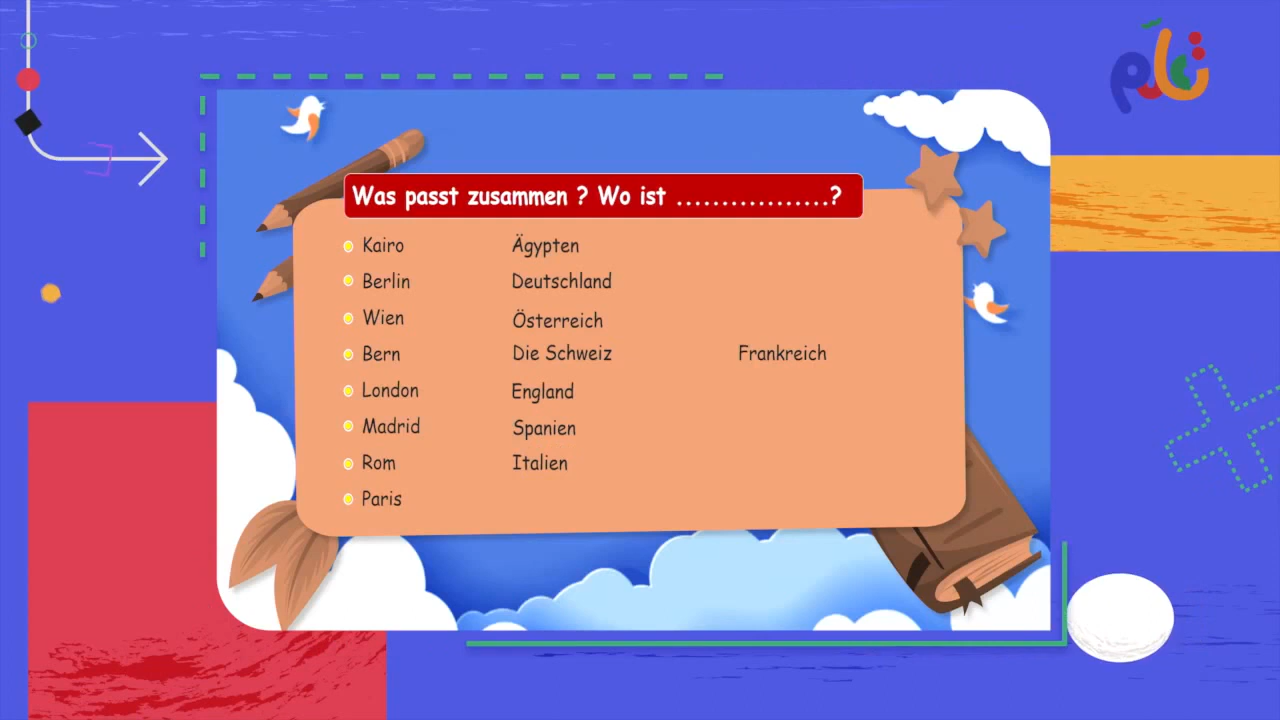 نتعلم
Was passt zusammen ? Wo ist .................?
Kairo Ägypten
Berlin Deutschland
Wien Österreich
Bern Die Schweiz Frankreich
London England
Madrid Spanien
Rom Italien
Paris